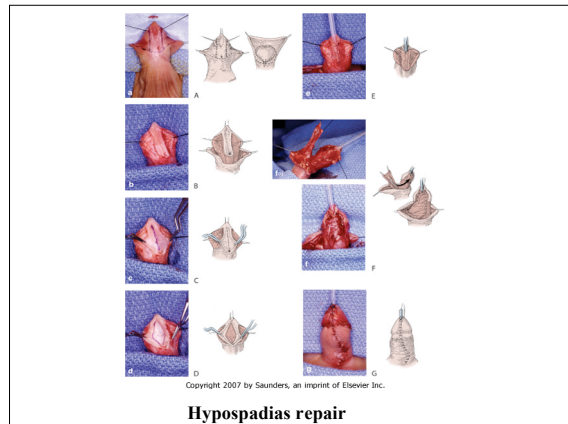 a
A
e
E
b
B
f(i)
c
C
f
F
d
D
g
G
Copyright 2007 by Saunders, an imprint of Elsevier Inc.
Hypospadias repair